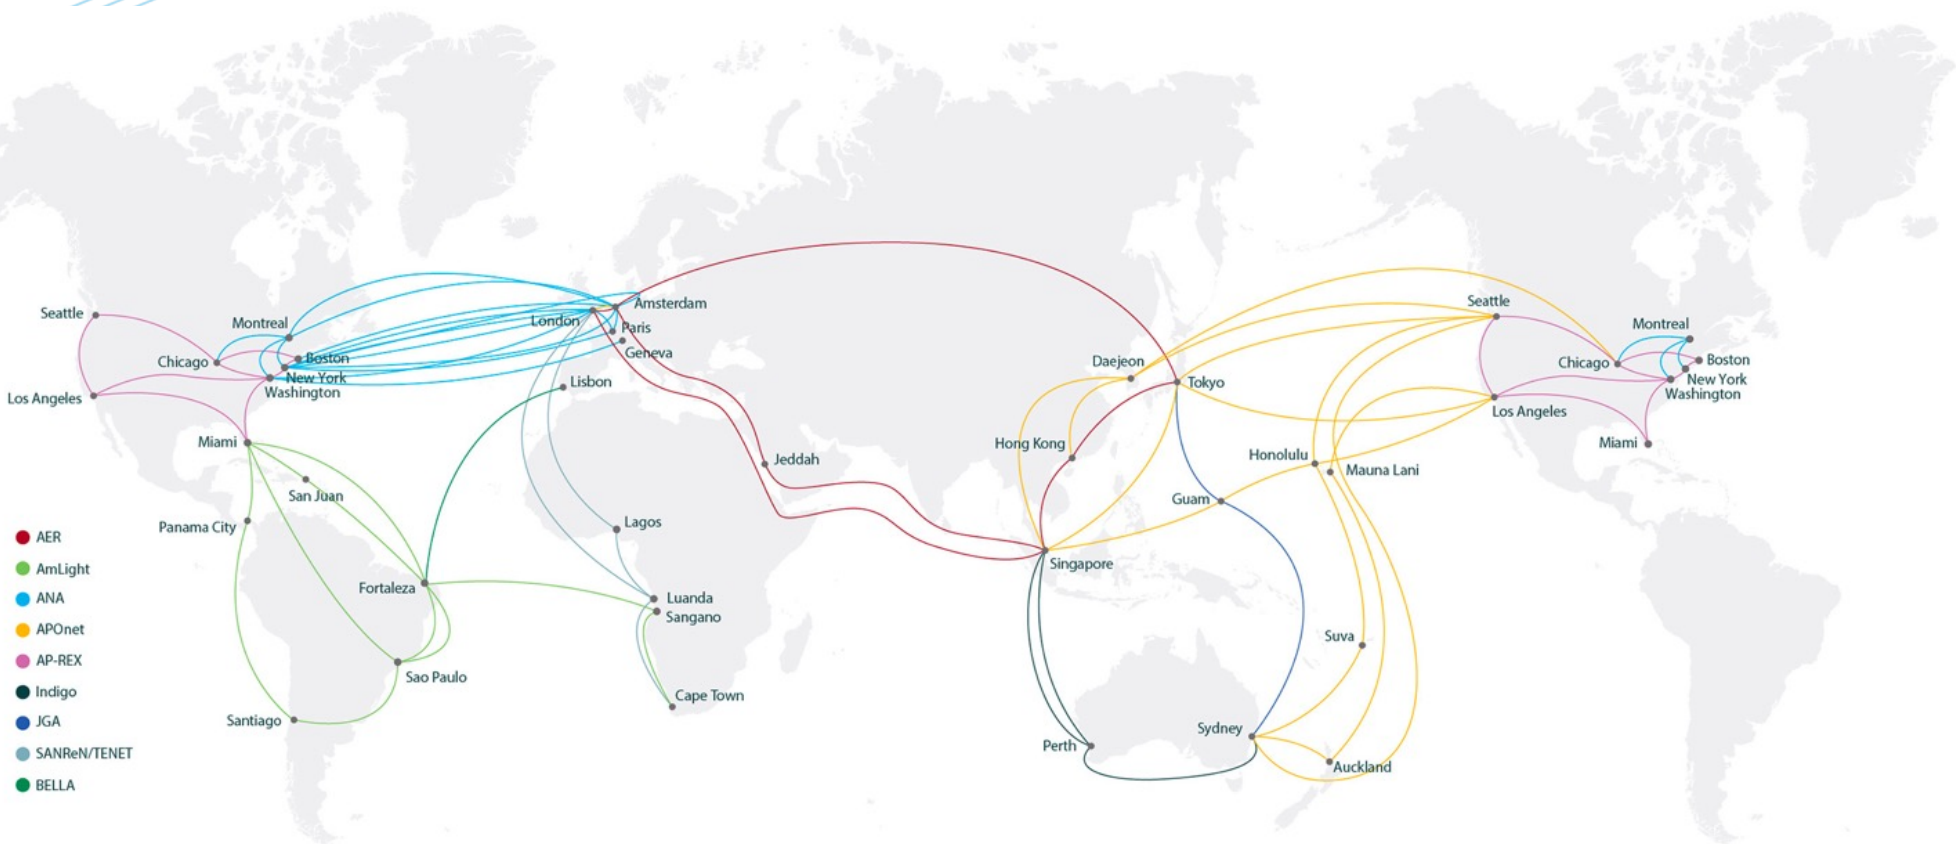 Seattle
Montreal
Chicago
Boston
New York
Washington
Los Angeles
Miami
San Juan
Panama City
Fortaleza
Sao Paulo
Santiago
London
Amsterdam
Paris
Geneva
Lisbon
Jeddah
Lagos
Luanda
Sangano
Cape Town
Daejeon
Tokyo
Hong Kong
Guam
Singapore
Honolulu
Mauna Lani
Suva
Sydney
Perth
Auckland
Seattle
Montreal
Chicago
Boston
New York
Washington
Los Angeles
Miami
AER
AmLight
ANA
APOnet
AP-REX
Indigo
JGA
SANReN/TENET
BELLA